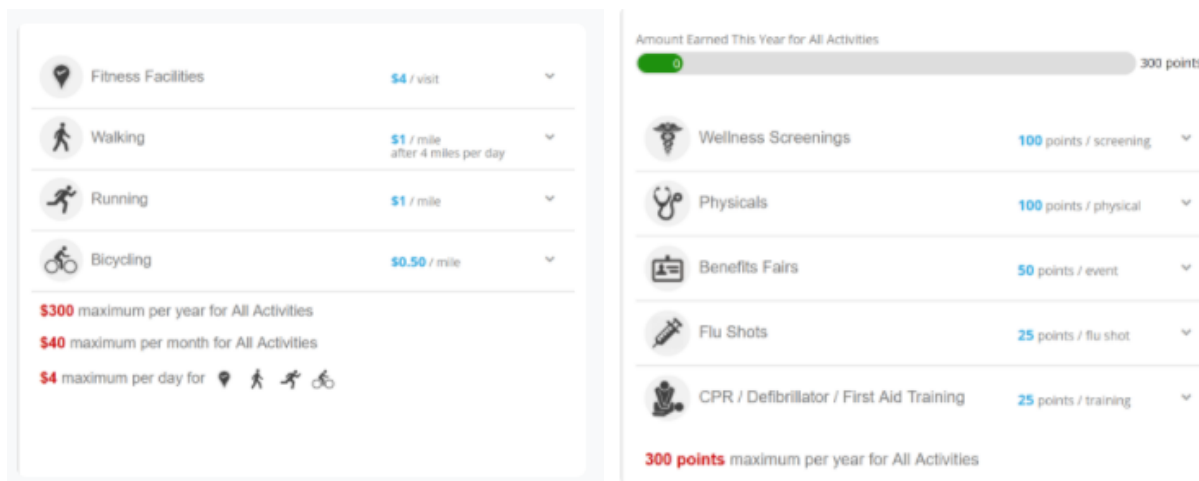 Fitness Facilities $4 / visit
Walking $1 / mile
after 4 miles per day
Running $1 / mile
Bicycling $0.50 / mile
$300 maximum per year for All Activities
$40 maximum per month for All Activities
$4 maximum per day for
Amount Earned This Year for All Activities
0 300 points
Wellness Screenings 100 points / screening
Physicals 100 points / physical
Benefits Fairs 50 points / event
Flu Shots 25 points / flu shot
CPR / Defibrillator / First Aid Training 25 points / training
300 points maximum per year for All Activities